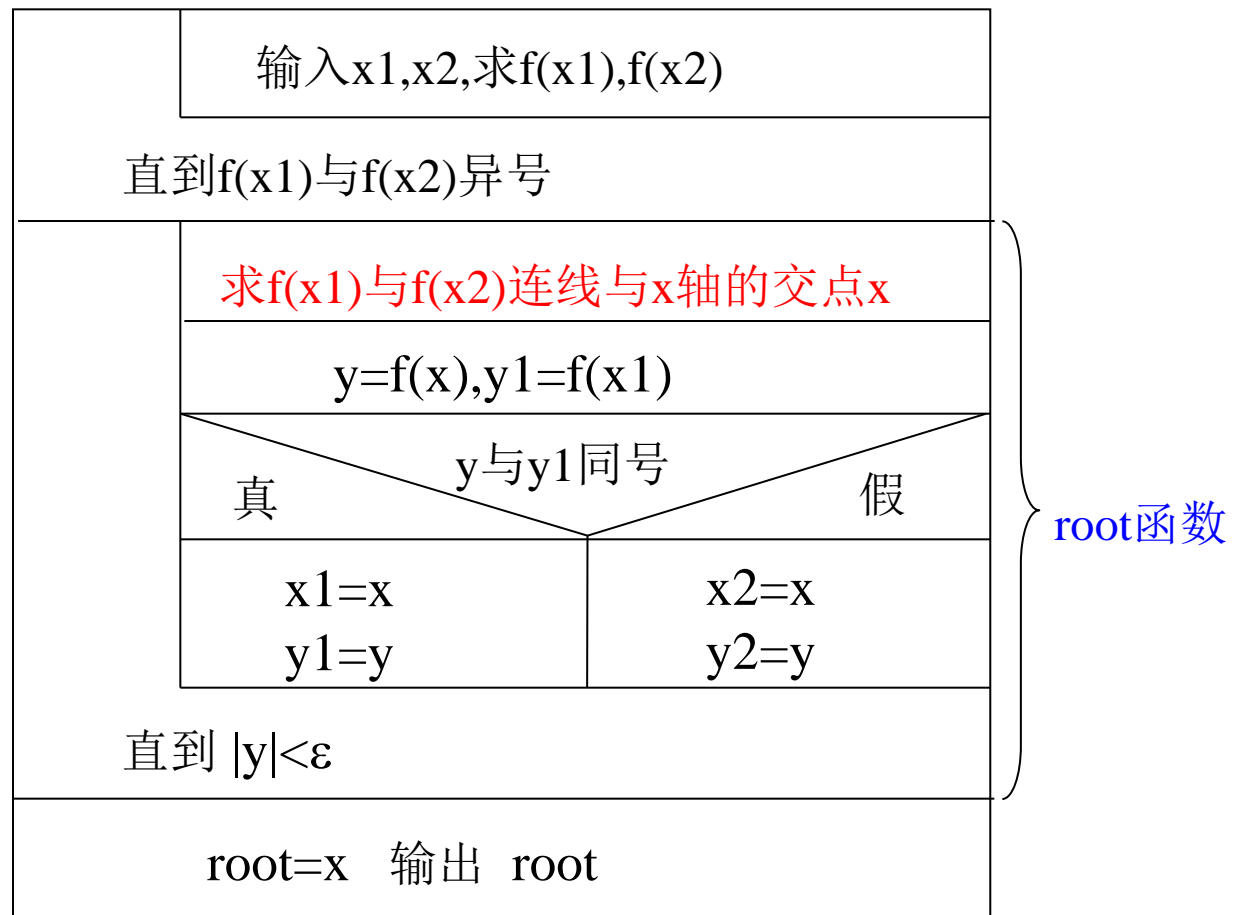 输入x1,x2,求f(x1),f(x2)
直到f(x1)与f(x2)异号
求f(x1)与f(x2)连线与x轴的交点x
y=f(x),y1=f(x1)
y与y1同号
真
假
x1=x
y1=y
x2=x
y2=y
root函数
直到 |y|<ε
root=x 输出 root